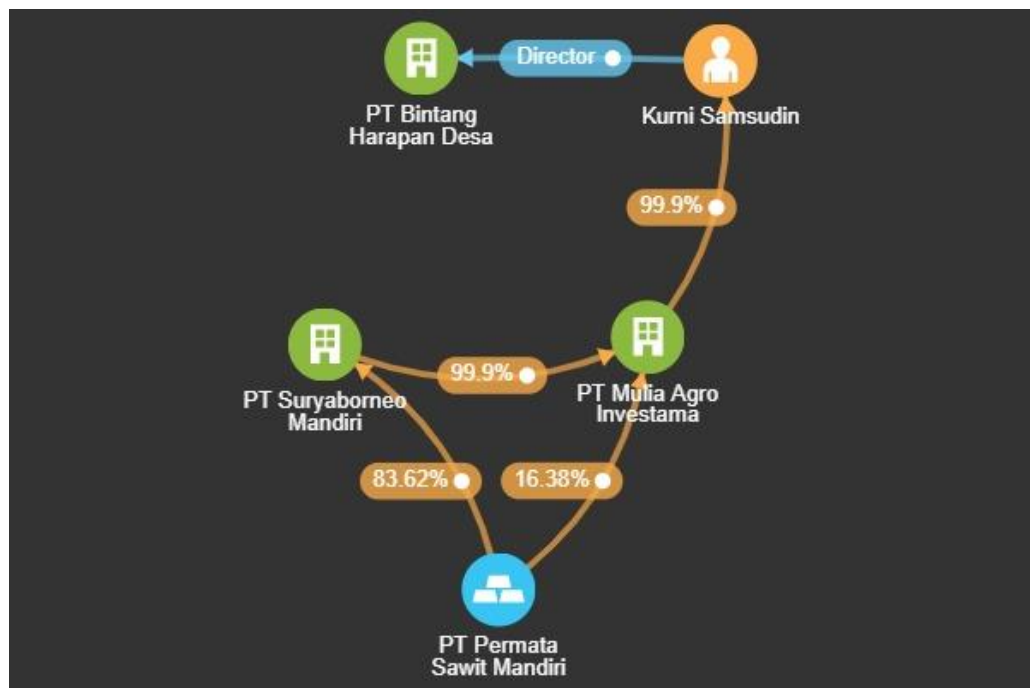 Director
PT Bintang
Harapan Desa
Kurni Samsudin
99.9%
99.9%
PT Suryaborneo
Mandiri
PT Mulia Agro
Investama
83.62%
16.38%
PT Permata
Sawit Mandiri